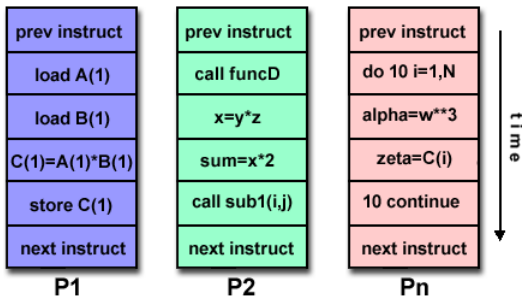 prev instruct
load A(1)
load B(1)
C(1)=A(1)*B(1)
store C(1)
next instruct
P1
prev instruct
call funcD
x=y*z
sum=x*2
call sub1(i,j)
next instruct
P2
prev instruct
do 10 i=1,N
alpha=w**3
zeta=C(i)
10 continue
next instruct
Pn
time